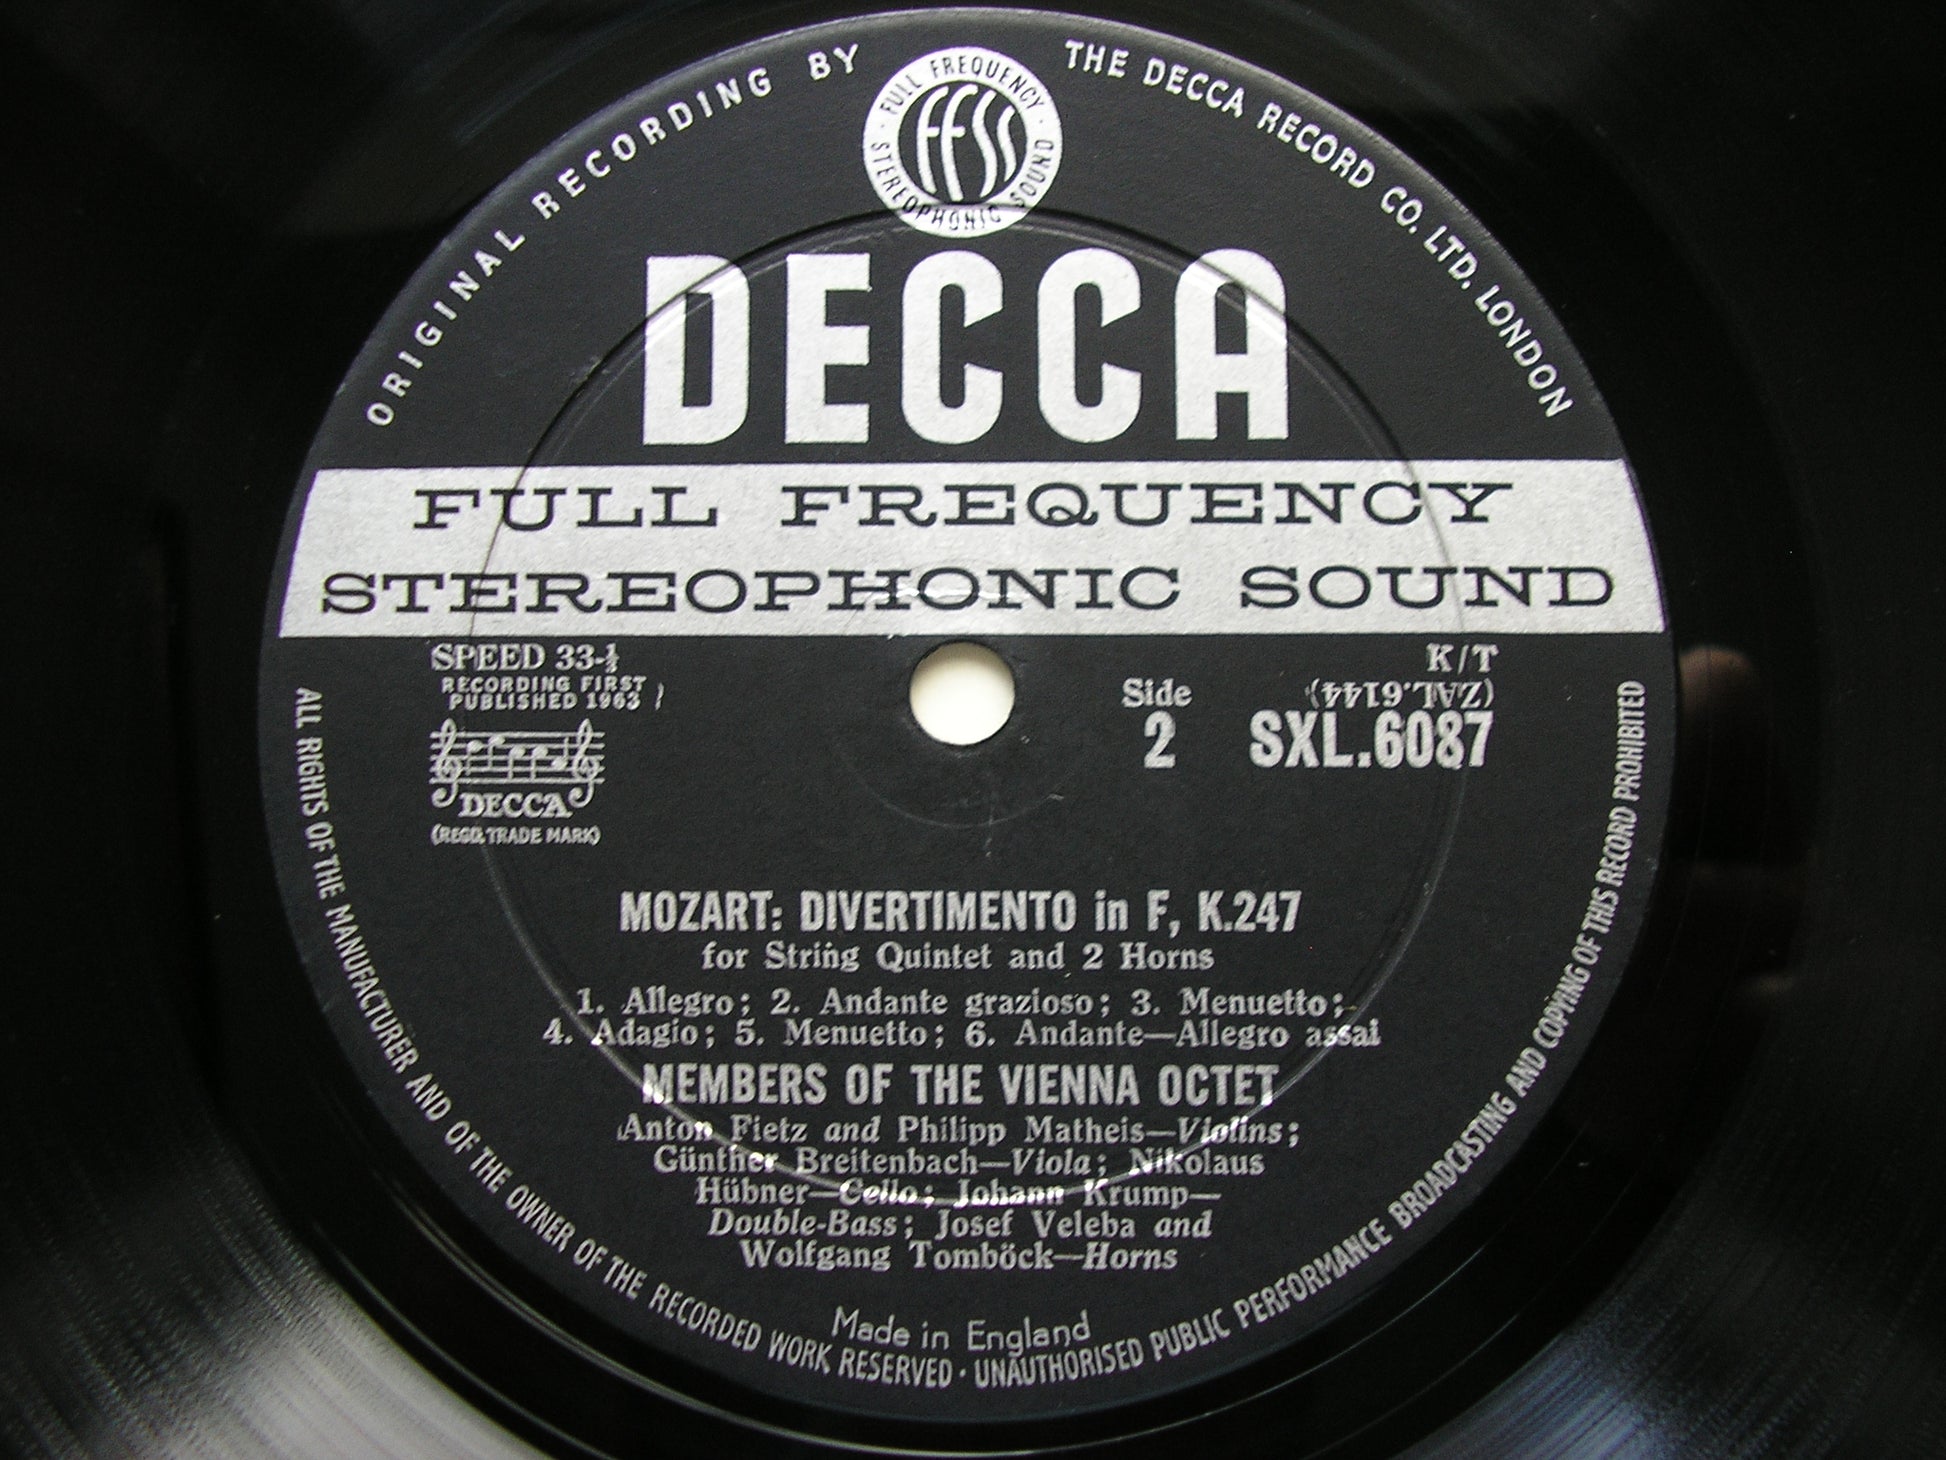 ORIGINAL RECORDING BY
THE DECCA RECORD CO. LTD. LONDON
FULL FREQUENCY
FFSS
STEREOPHONIC SOUND
DECCA
FULL FREQUENCY
STEREOPHONIC SOUND
SPEED 33-⅓
RECORDING FIRST
PUBLISHED 1963
DECCA
(REGD. TRADE MARK)
K/T
(ZAL.6144)
Side
2
SXL.6087
MOZART: DIVERTIMENTO in F, K.247
for String Quintet and 2 Horns
1. Allegro; 2. Andante grazioso; 3. Menuetto;
4. Adagio; 5. Menuetto; 6. Andante—Allegro assai
MEMBERS OF THE VIENNA OCTET
Anton Fietz and Philipp Matheis—Violins;
Günther Breitenbach—Viola; Nikolaus
Hübner—Cello; Johann Krump—
Double-Bass; Josef Veleba and
Wolfgang Tomböck—Horns
Made in England
ALL RIGHTS OF THE MANUFACTURER AND OF THE OWNER OF THE RECORDED WORK RESERVED · UNAUTHORISED PUBLIC PERFORMANCE BROADCASTING AND COPYING OF THIS RECORD PROHIBITED